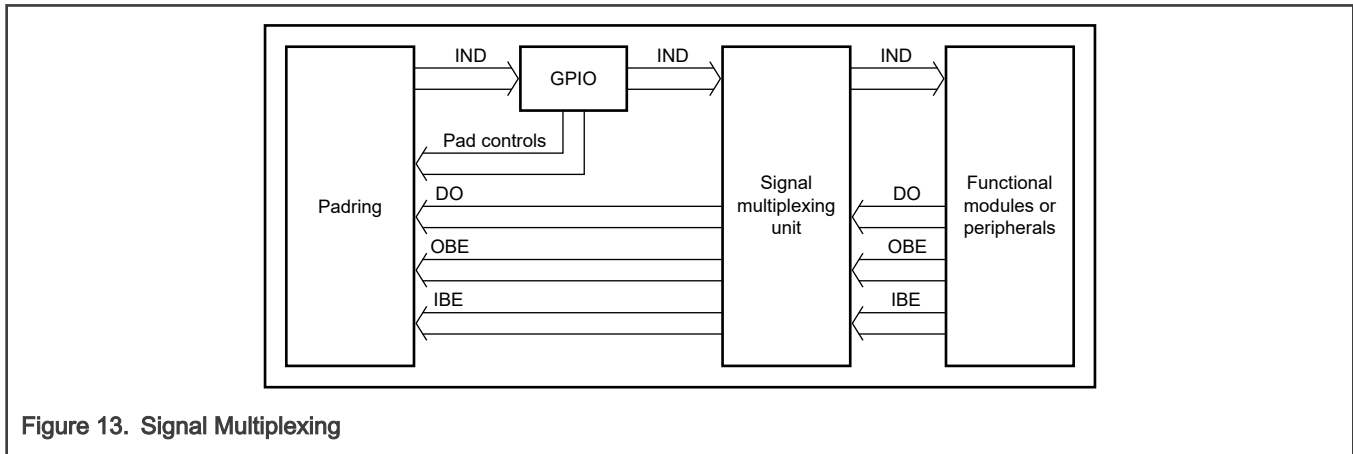 IND
IND
IND
GPIO
Pad controls
Padring
DO
OBE
IBE
Signal
multiplexing
unit
DO
OBE
IBE
Functional
modules or
peripherals
Figure 13. Signal Multiplexing